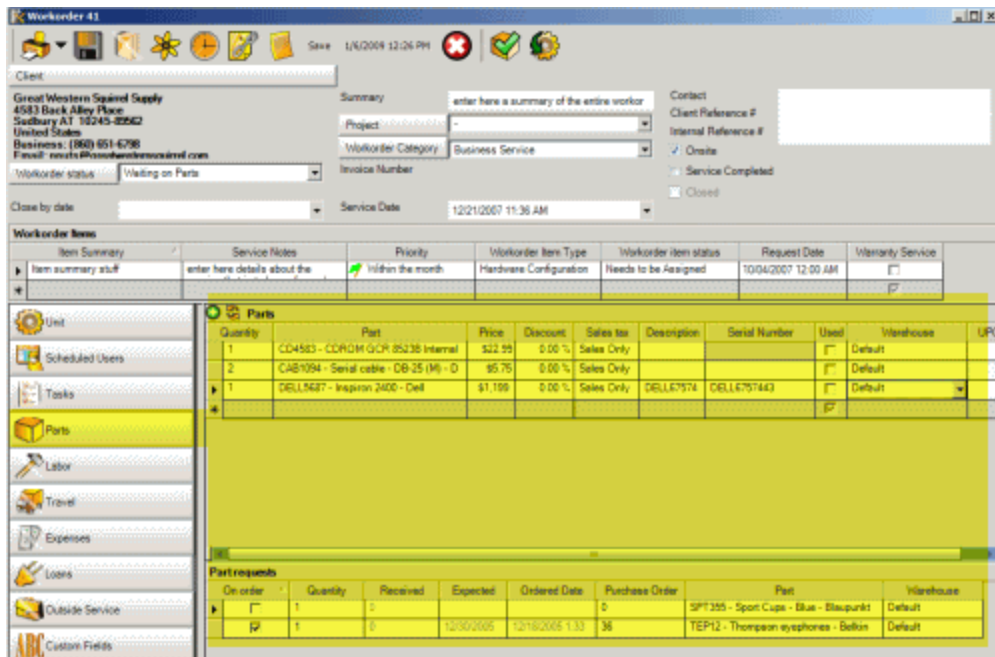 Workorder 41
Save 1/6/2009 12:26 PM
Client
Great Western Squirrel Supply
4583 Back Alley Place
Sudbury AT 10245-89562
United States
Business: (860) 651-6798
Summary enter here a summary of the entire workor
Project -
Workorder Category Business Service
Invoice Number
Contact
Client Reference #
Internal Reference #
Onsite
Service Completed
Closed
Workorder status Waiting on Parts
Close by date
Service Date 12/21/2007 11:36 AM
Workorder Items
Item Summary Service Notes Priority Workorder Item Type Workorder item status Request Date Warranty Service
Item summary stuff enter here details about the Within the month Hardware Configuration Needs to be Assigned 10/04/2007 12:00 AM
Unit
Scheduled Users
Tasks
Parts
Labor
Travel
Expenses
Loans
Outside Service
ABC Custom Fields
Parts
Quantity Part Price Discount Sales tax Description Serial Number Used Warehouse UPC
1 CD4583 - CDROM GCR 8523B Internal $22.99 0.00 % Sales Only Default
2 CAB1094 - Serial cable - DB-25 (M) - D $5.75 0.00 % Sales Only Default
1 DELL5687 - Inspiron 2400 - Dell $1,199 0.00 % Sales Only DELLE7574 DELLE757443 Default
Part requests
On order Quantity Received Expected Ordered Date Purchase Order Part Warehouse
1 0 0 SPT355 - Sport Cups - Blue - Blaupunkt Default
1 0 12/30/2005 12/16/2005 1:33 36 TEP12 - Thompson eyephones - Belkin Default